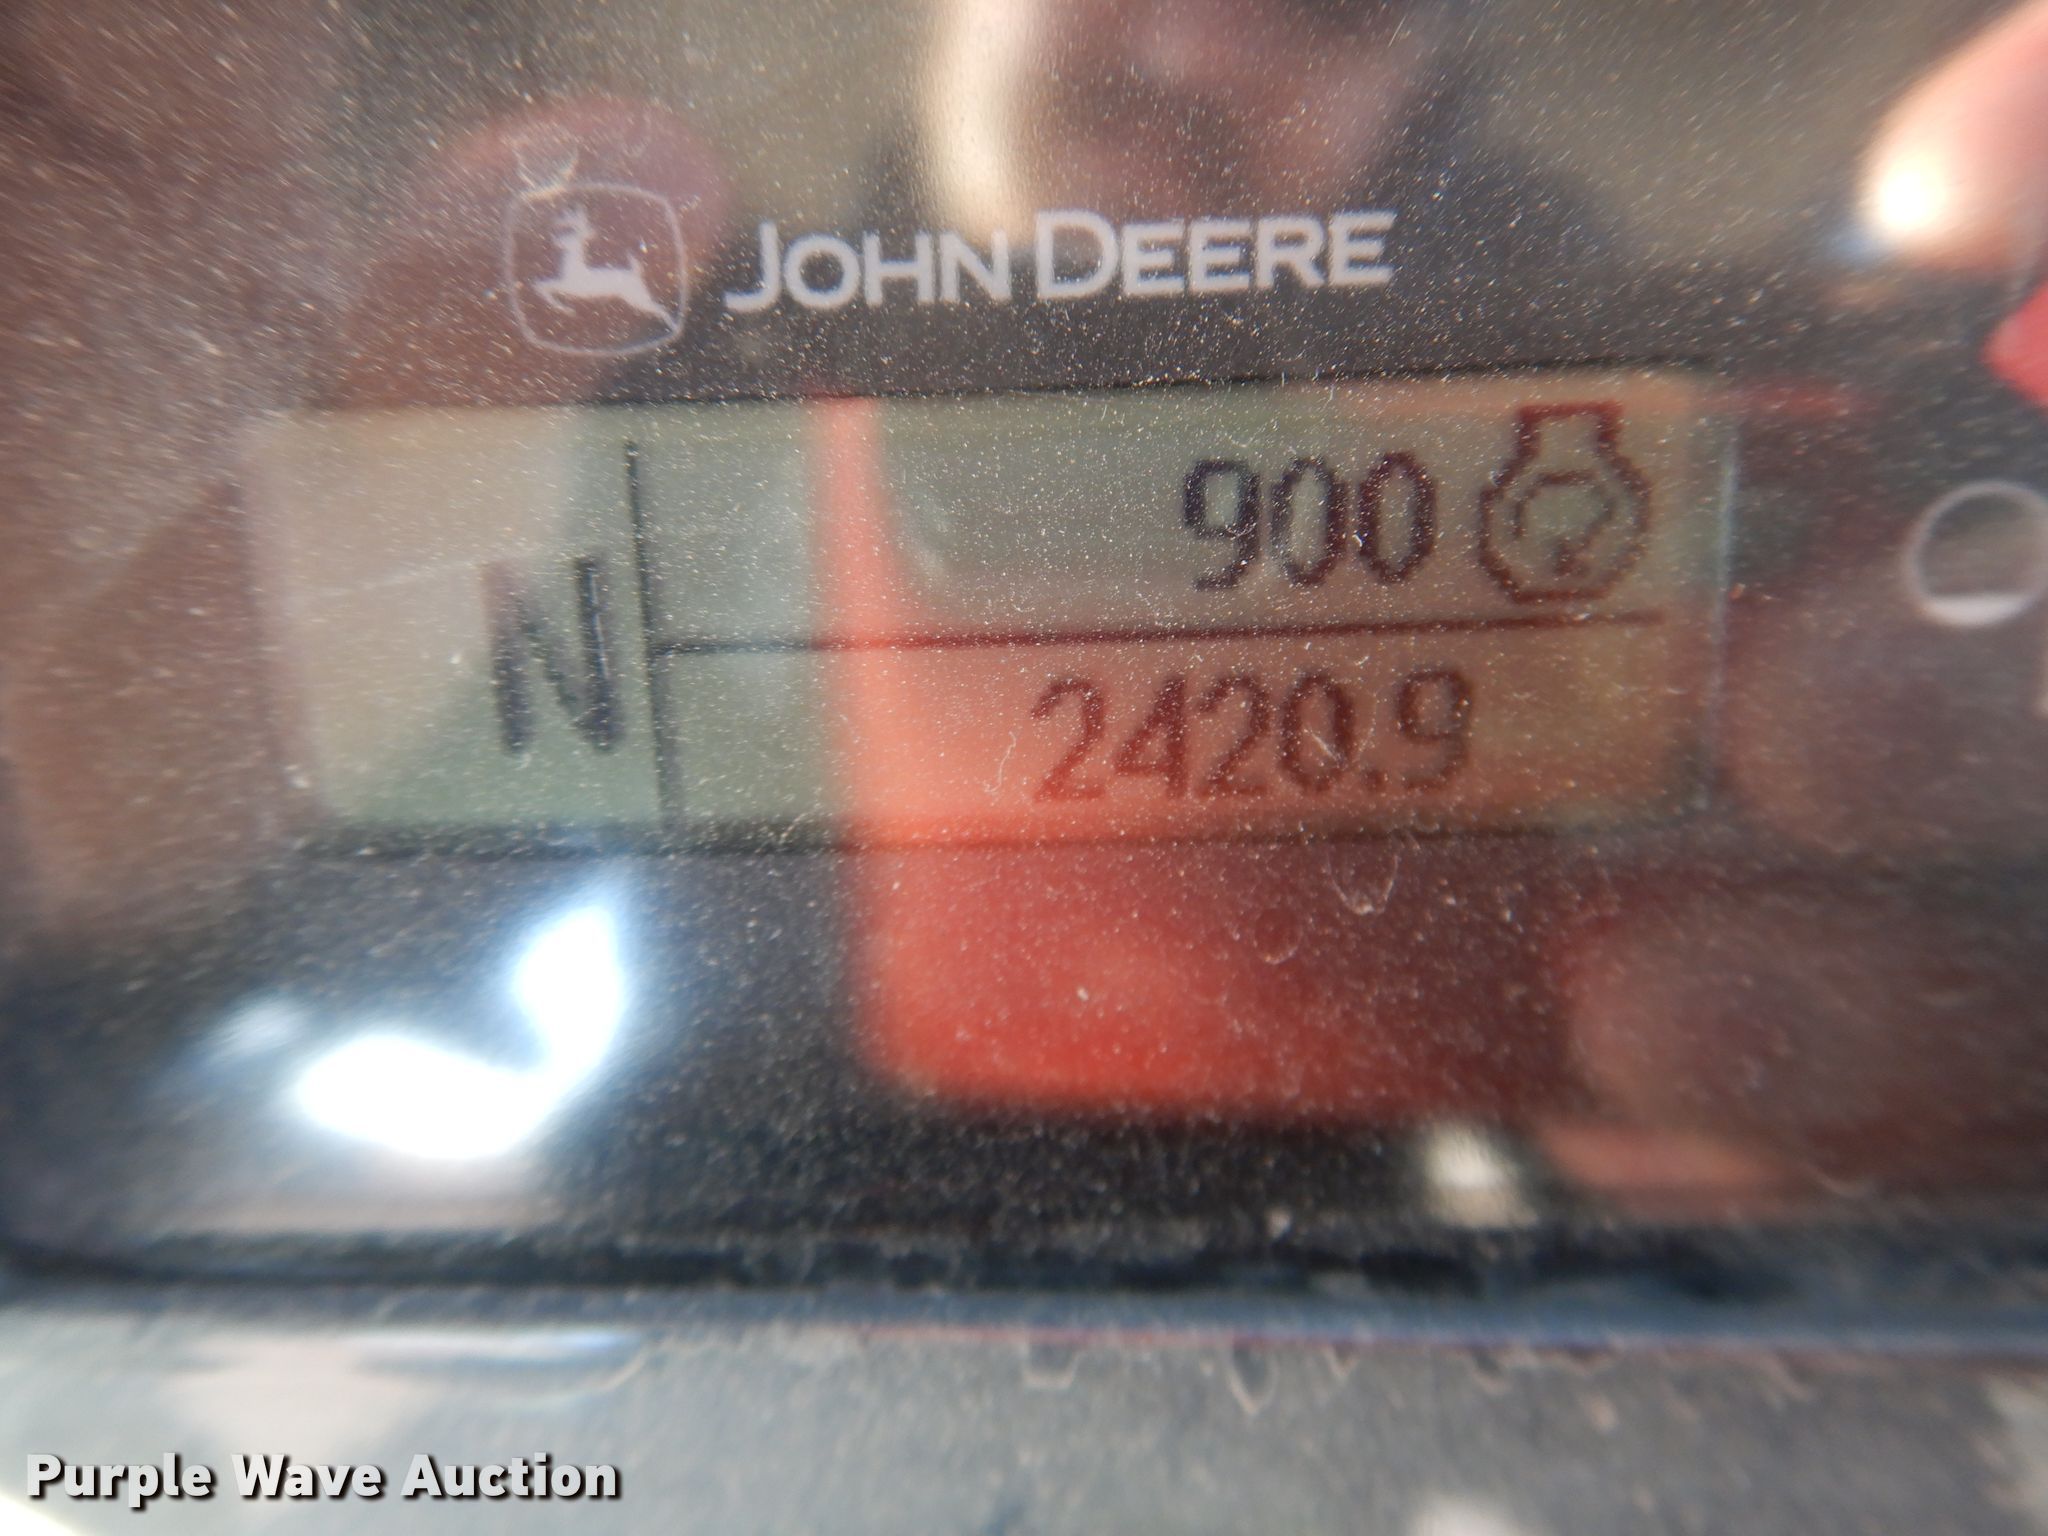 JOHN DEERE
900
N
2420.9
Purple Wave Auction